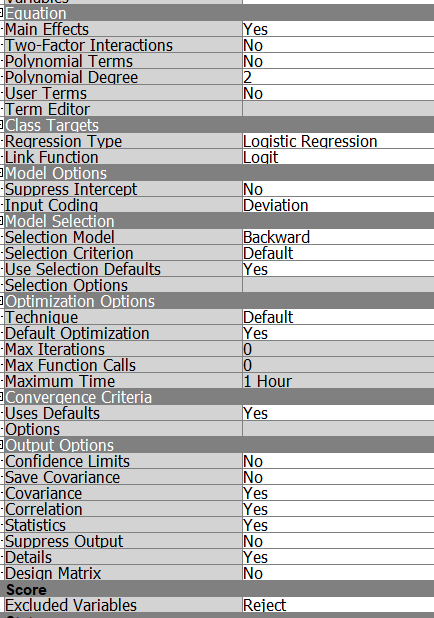 Variables
Equation
Main Effects Yes
Two-Factor Interactions No
Polynomial Terms No
Polynomial Degree 2
User Terms No
Term Editor
Class Targets
Regression Type Logistic Regression
Link Function Logit
Model Options
Suppress Intercept No
Input Coding Deviation
Model Selection
Selection Model Backward
Selection Criterion Default
Use Selection Defaults Yes
Selection Options
Optimization Options
Technique Default
Default Optimization Yes
Max Iterations 0
Max Function Calls 0
Maximum Time 1 Hour
Convergence Criteria
Uses Defaults Yes
Options
Output Options
Confidence Limits No
Save Covariance No
Covariance Yes
Correlation Yes
Statistics Yes
Suppress Output No
Details Yes
Design Matrix No
Score
Excluded Variables Reject